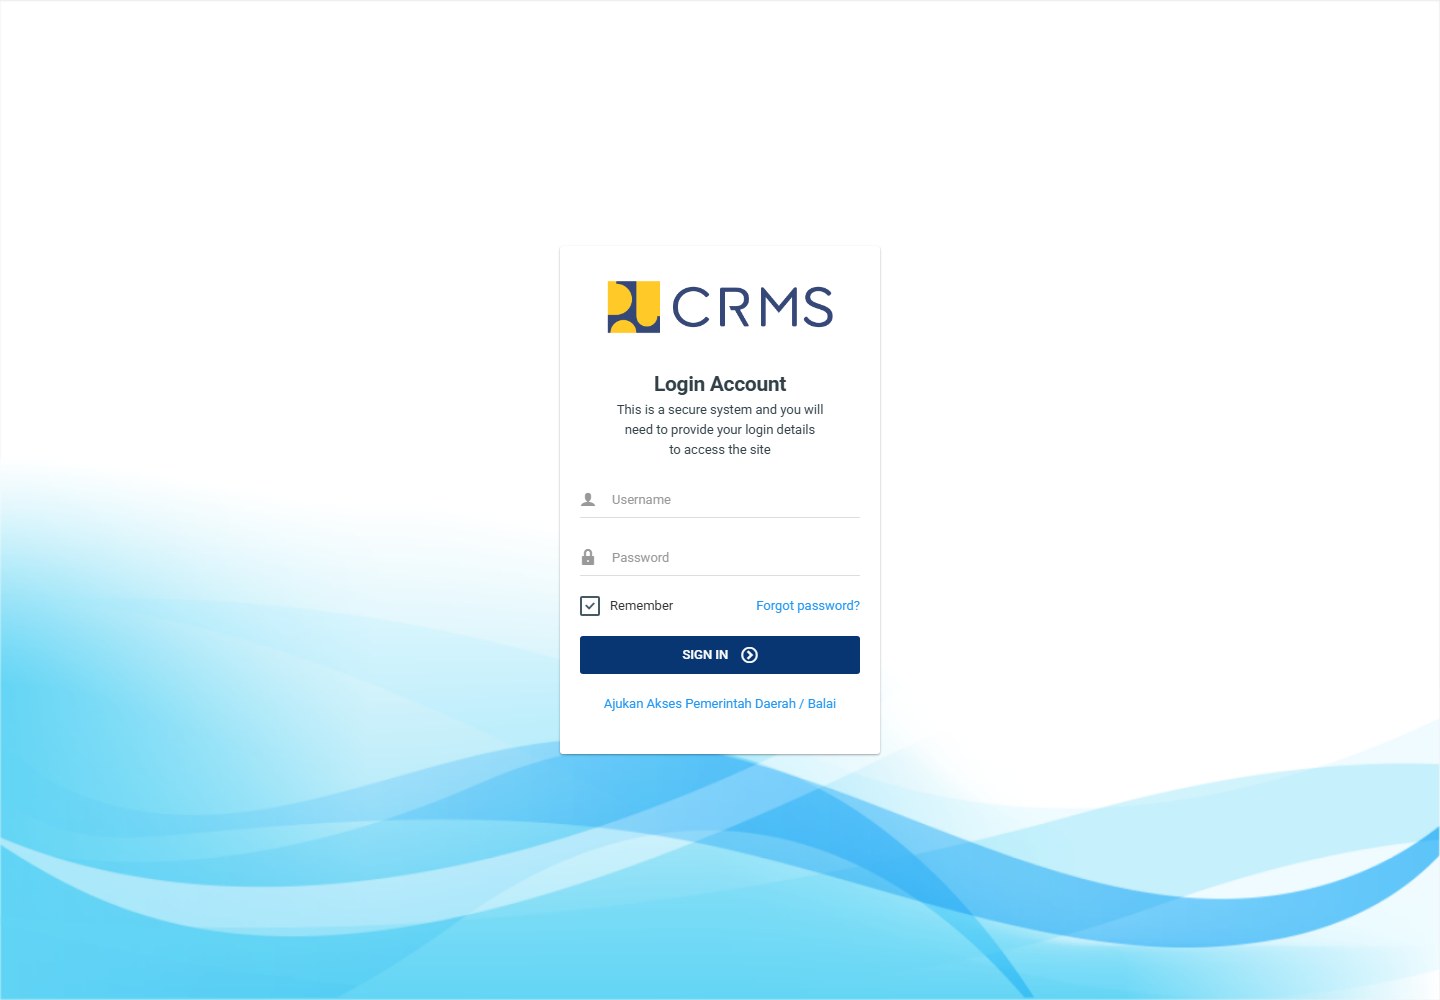 CRMS
Login Account
This is a secure system and you will
need to provide your login details
to access the site
Username
Password
Remember
Forgot password?
SIGN IN
Ajukan Akses Pemerintah Daerah / Balai